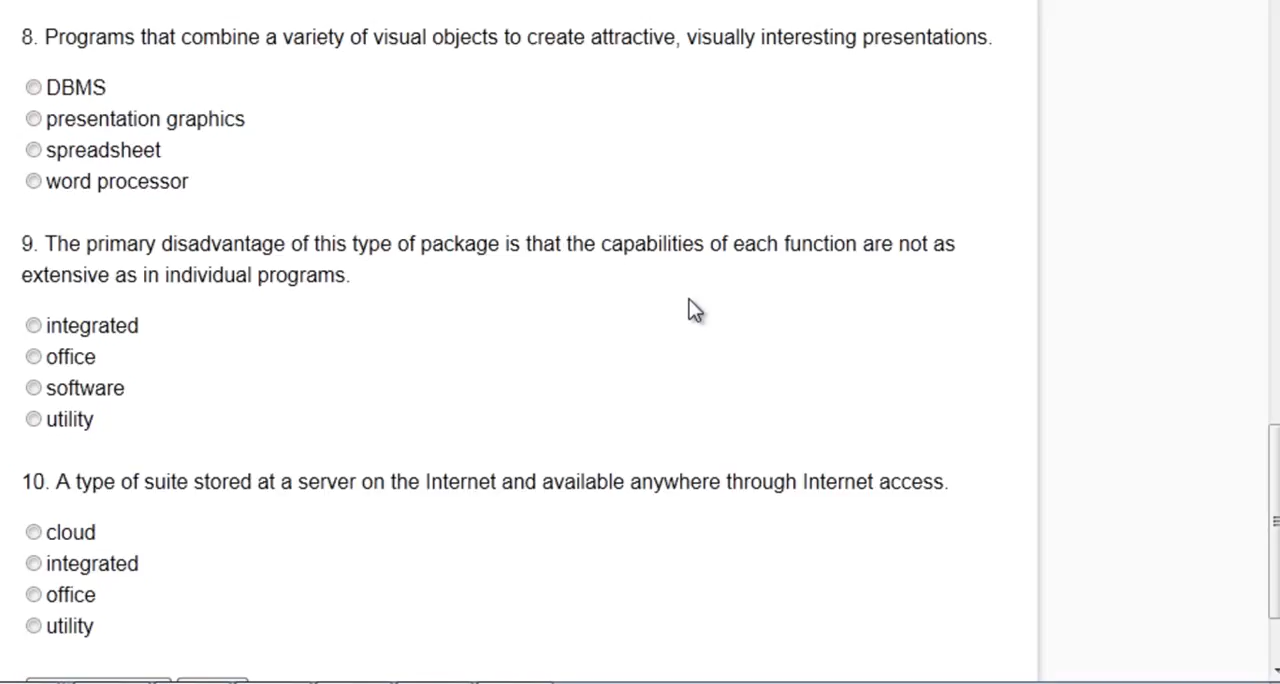 8. Programs that combine a variety of visual objects to create attractive, visually interesting presentations.
DBMS
presentation graphics
spreadsheet
word processor
9. The primary disadvantage of this type of package is that the capabilities of each function are not as
extensive as in individual programs.
integrated
office
software
utility
10. A type of suite stored at a server on the Internet and available anywhere through Internet access.
cloud
integrated
office
utility